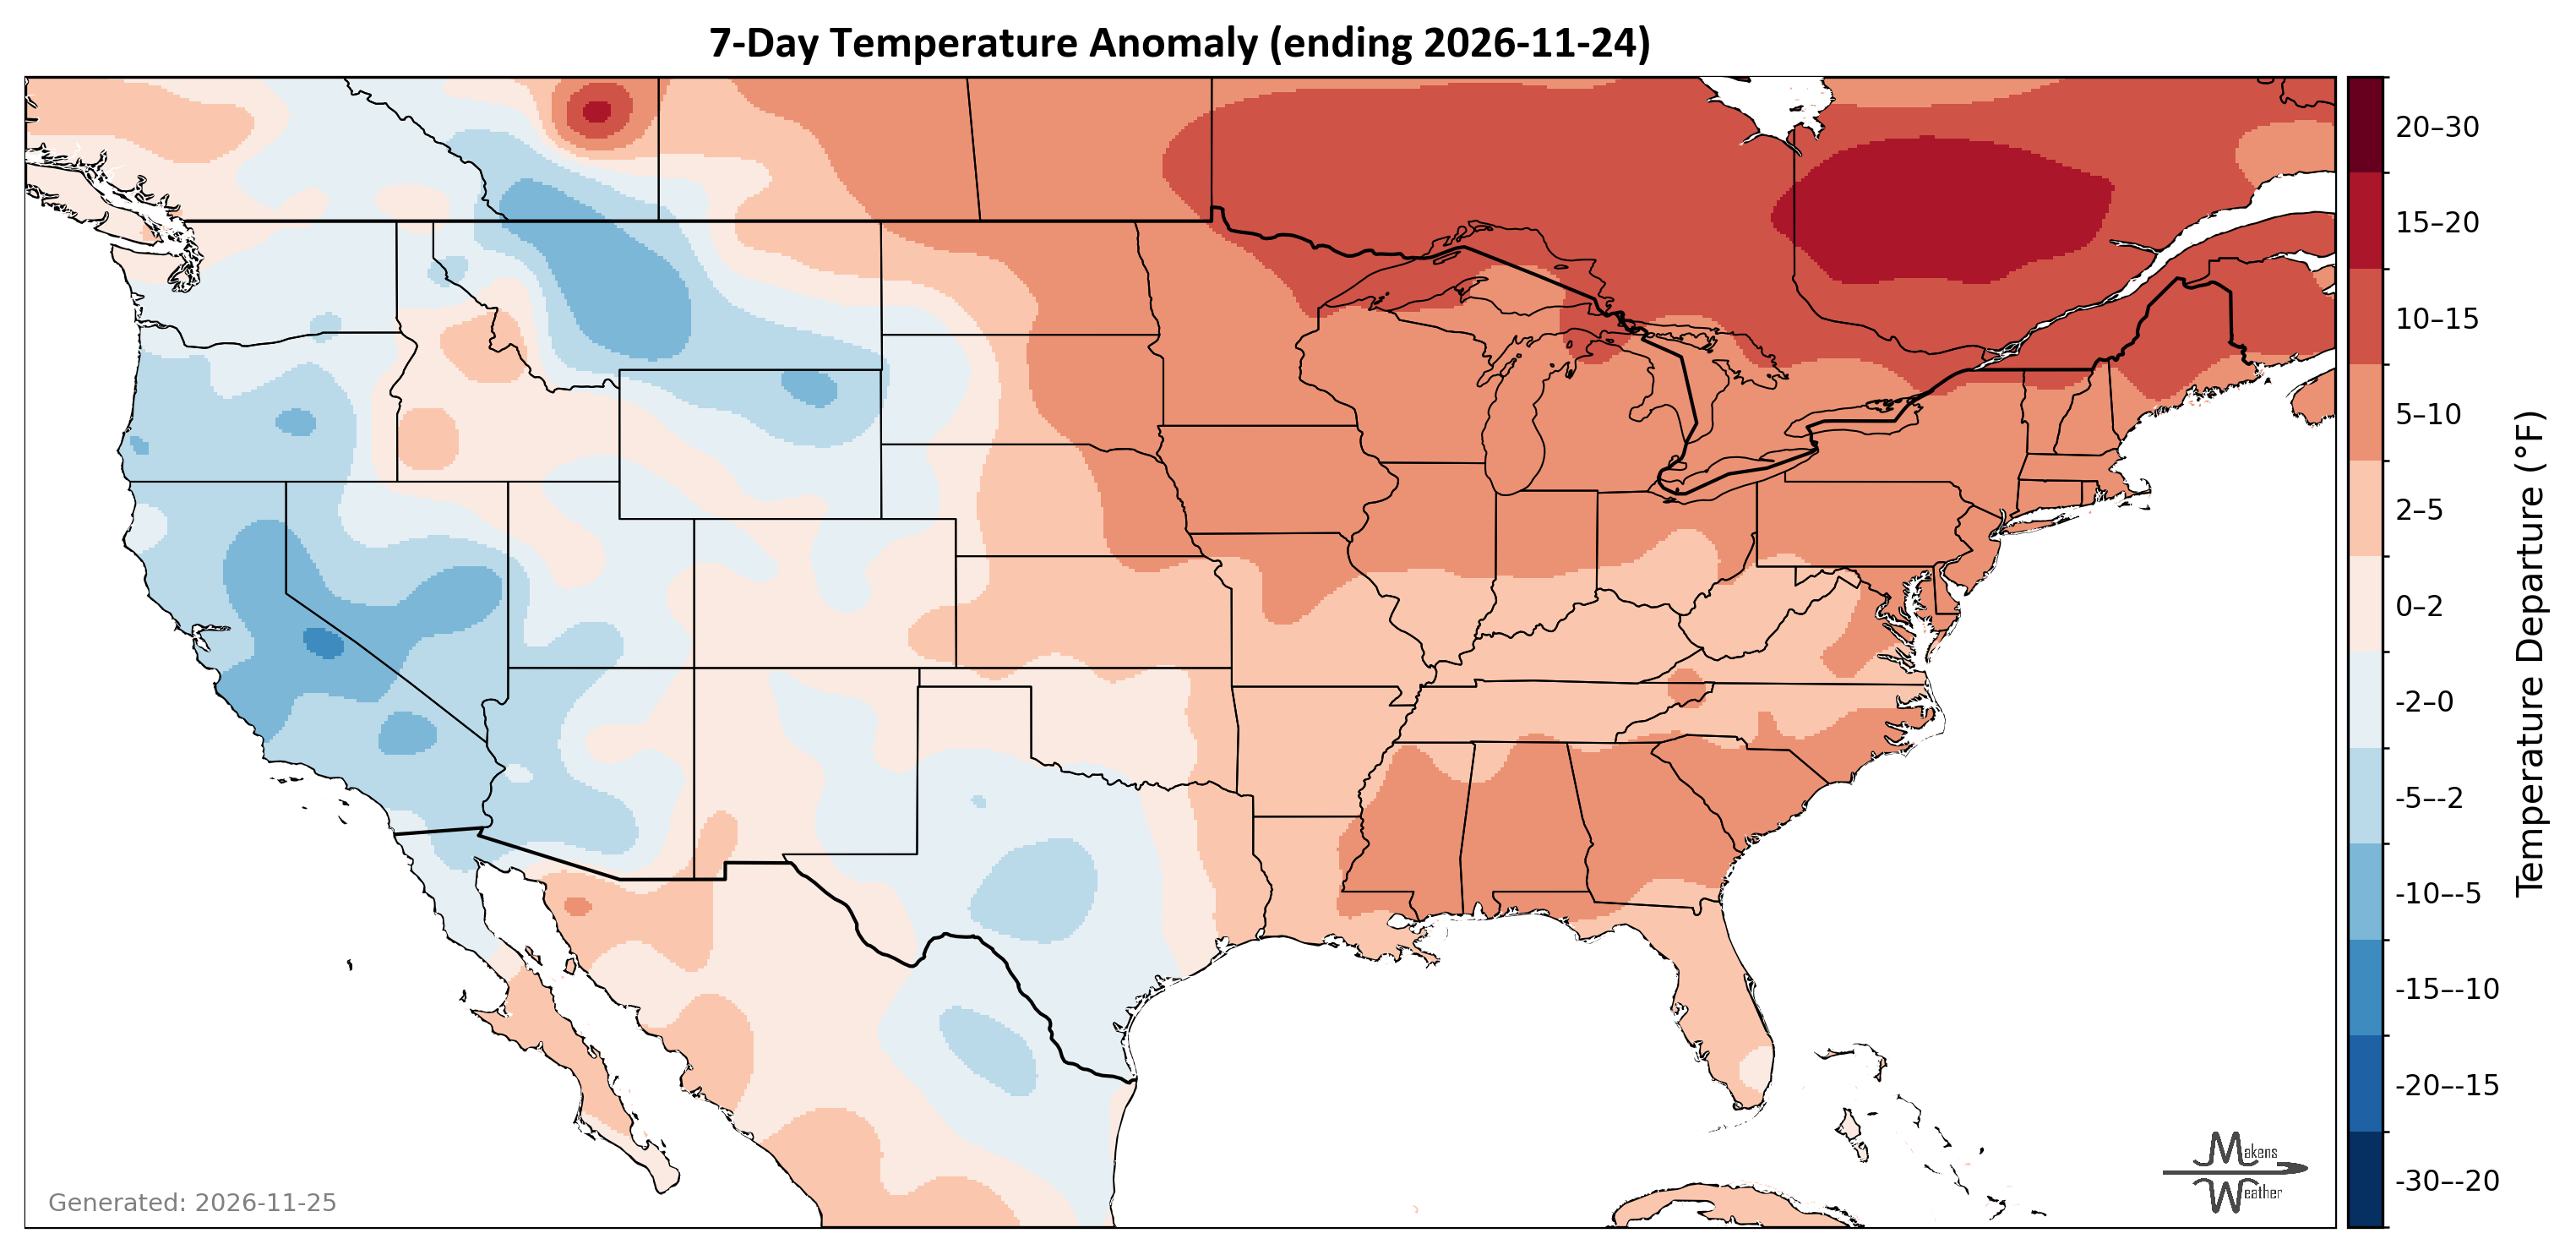 7-Day Temperature Anomaly (ending 2026-11-24)
20–30
15–20
10–15
5–10
2–5
0–2
-2–0
-5–-2
-10–-5
-15–-10
-20–-15
-30–-20
Temperature Departure (°F)
Generated: 2026-11-25
Makens
Weather